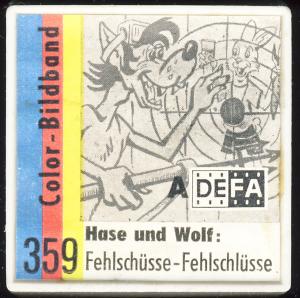 Color-Bildband
A DEFA
359
Hase und Wolf:
Fehlschüsse-Fehlschlüsse